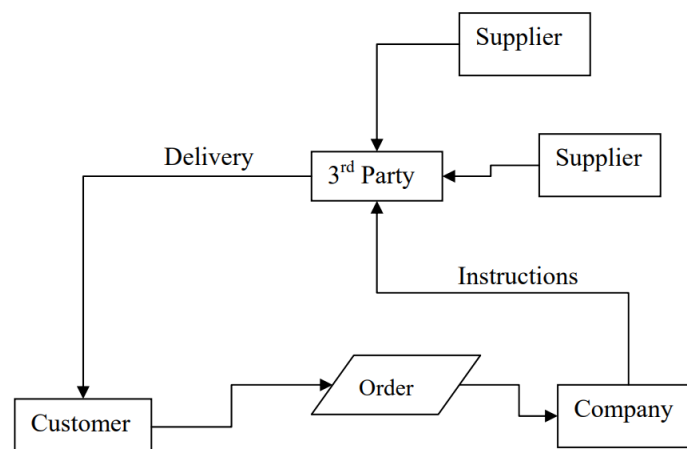 Supplier
Delivery
3rd Party
Supplier
Instructions
Order
Customer
Company